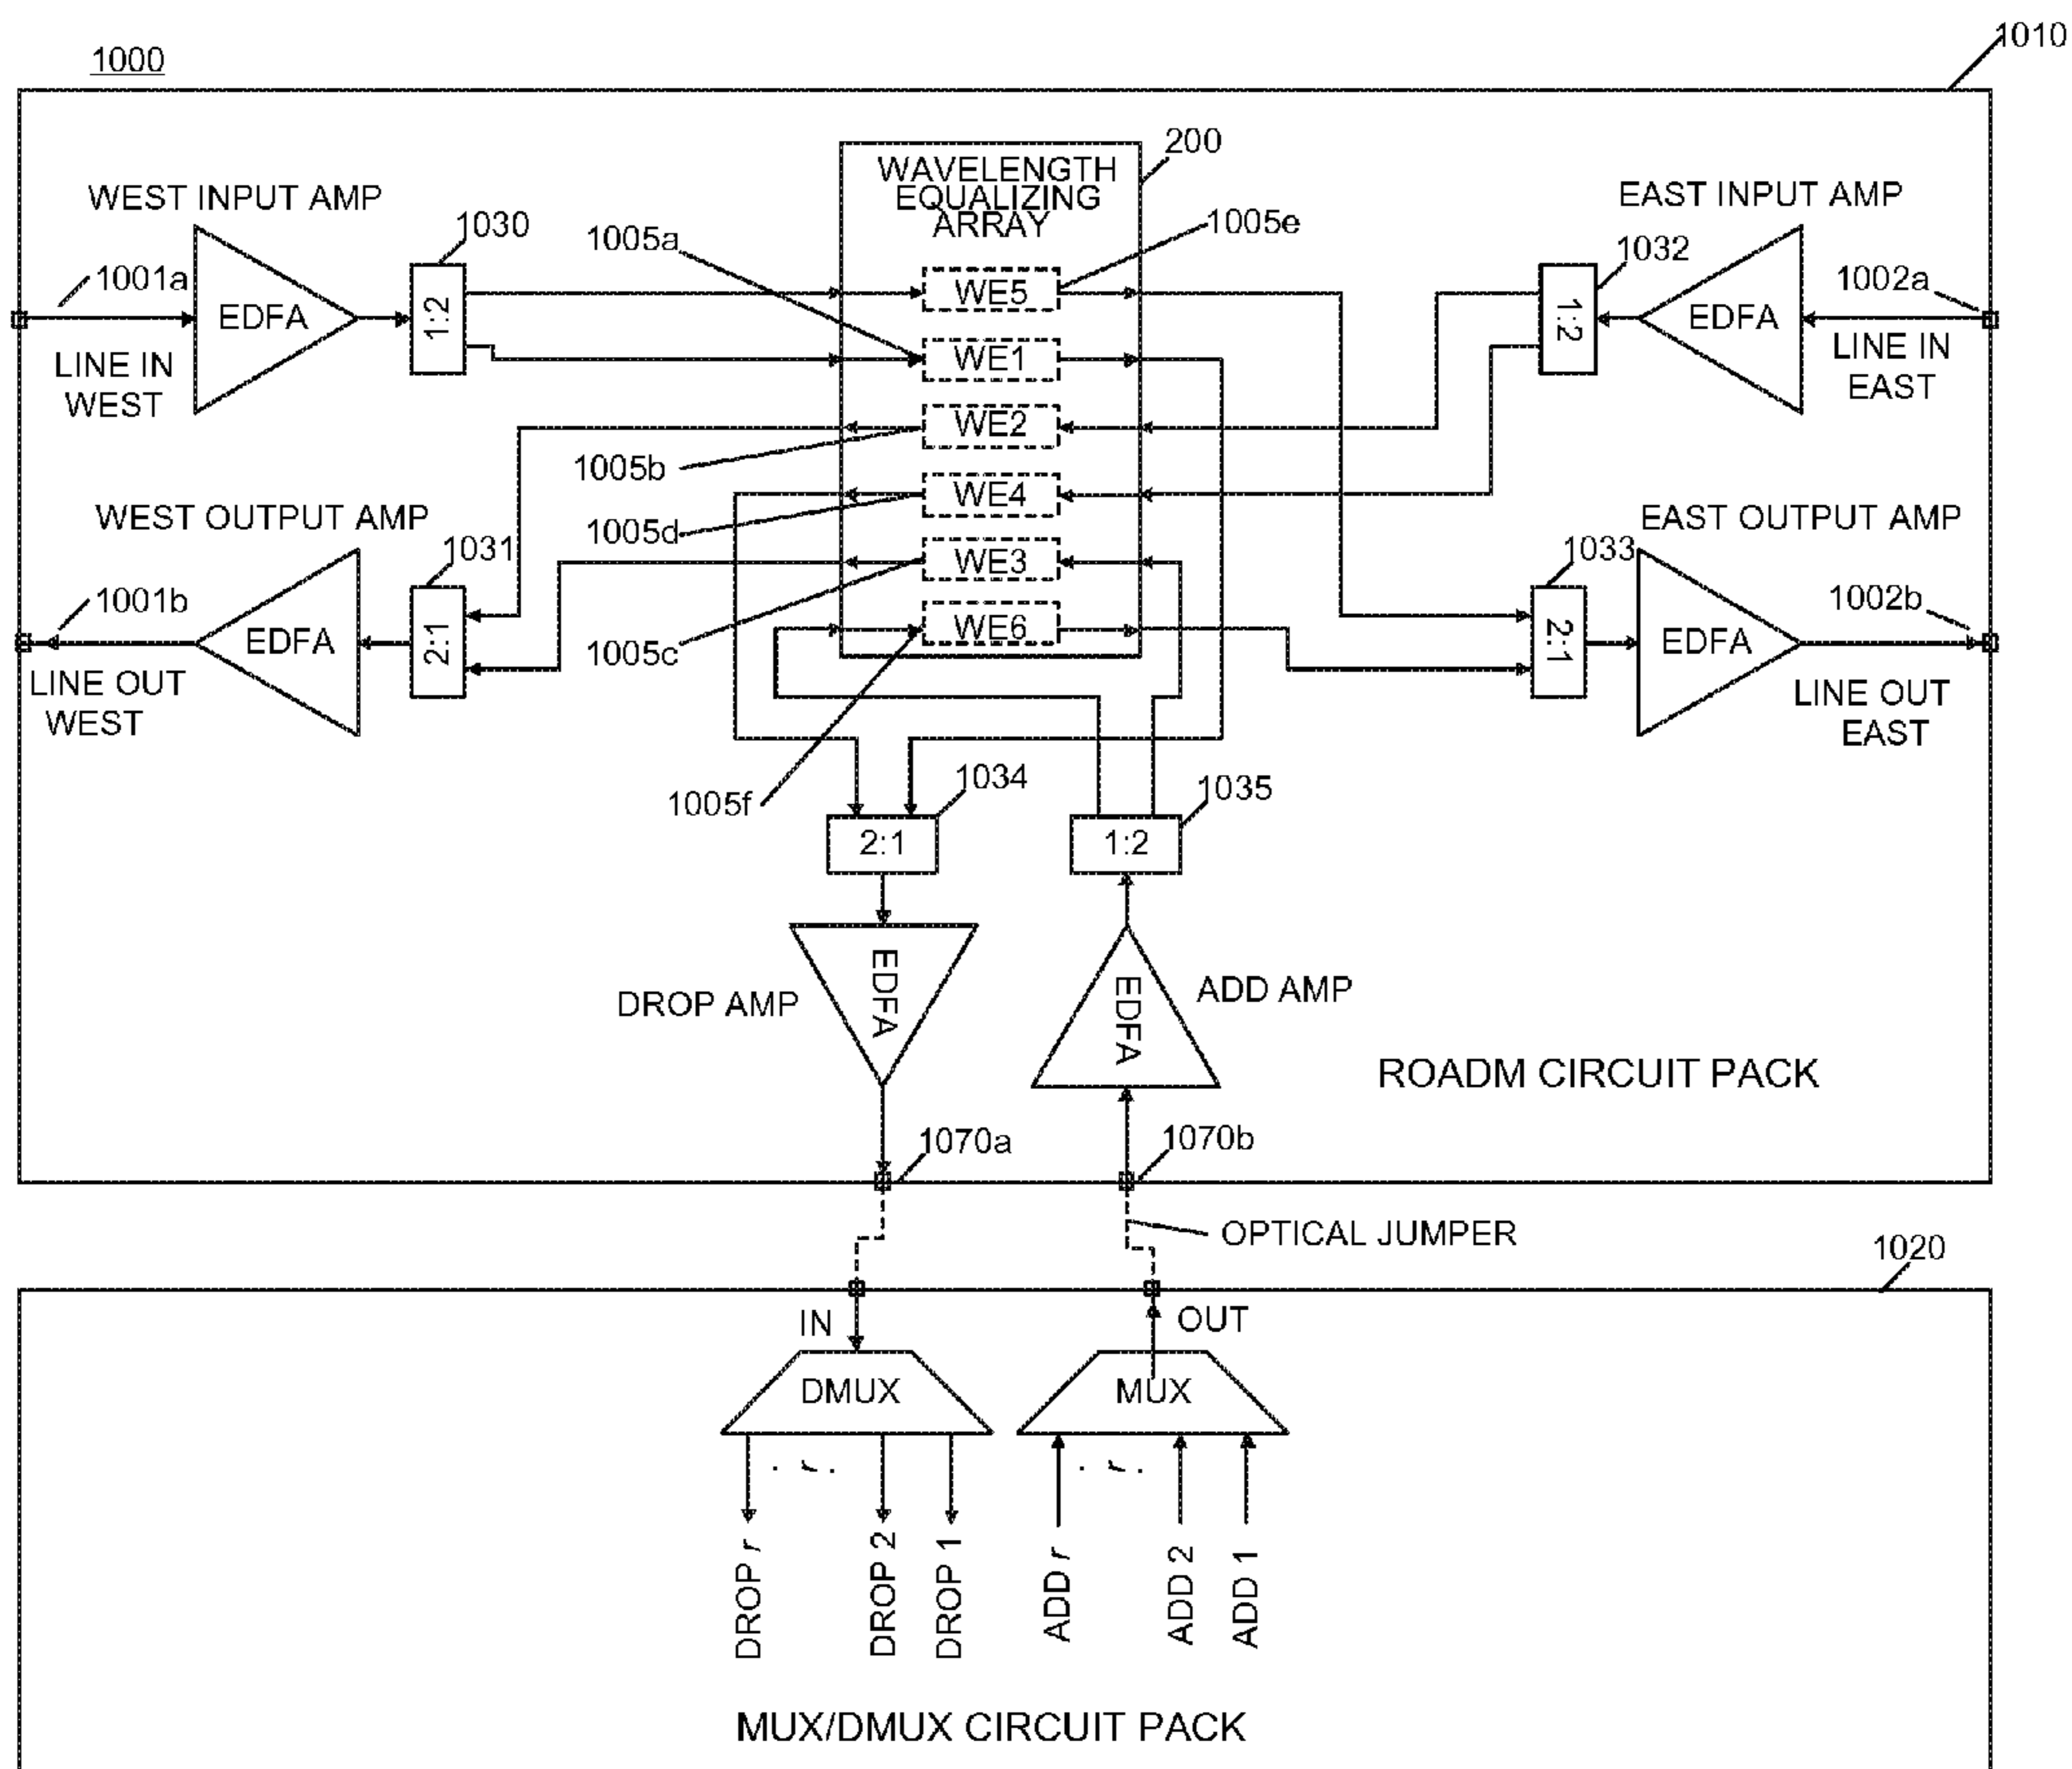 1000
1010
200
WAVELENGTH
EQUALIZING
ARRAY
WEST INPUT AMP
EAST INPUT AMP
1030
1005a
1005e
1032
1001a
1002a
EDFA
1:2
WE5
1:2
EDFA
LINE IN
WEST
WE1
LINE IN
EAST
WE2
1005b
WE4
WEST OUTPUT AMP
1005d
EAST OUTPUT AMP
1031
WE3
1033
1001b
1002b
EDFA
2:1
1005c
WE6
2:1
EDFA
LINE OUT
WEST
LINE OUT
EAST
1005f
1034
1035
2:1
1:2
EDFA
EDFA
DROP AMP
ADD AMP
ROADM CIRCUIT PACK
1070a
1070b
OPTICAL JUMPER
1020
IN
OUT
DMUX
MUX
. r .
. r .
DROP r
DROP 2
DROP 1
ADD r
ADD 2
ADD 1
MUX/DMUX CIRCUIT PACK